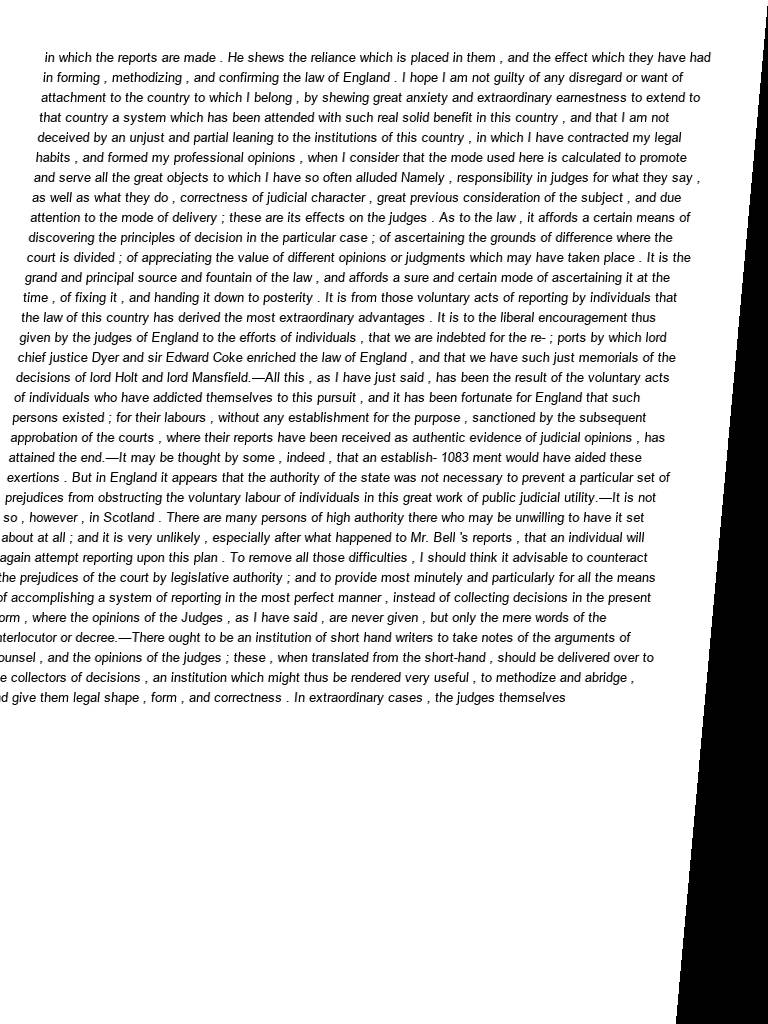 in which the reports are made . He shews the reliance which is placed in them , and the effect which they have had
in forming , methodizing , and confirming the law of England . I hope I am not guilty of any disregard or want of
attachment to the country to which I belong , by shewing great anxiety and extraordinary earnestness to extend to
that country a system which has been attended with such real solid benefit in this country , and that I am not
deceived by an unjust and partial leaning to the institutions of this country , in which I have contracted my legal
habits , and formed my professional opinions , when I consider that the mode used here is calculated to promote
and serve all the great objects to which I have so often alluded Namely , responsibility in judges for what they say ,
as well as what they do , correctness of judicial character , great previous consideration of the subject , and due
attention to the mode of delivery ; these are its effects on the judges . As to the law , it affords a certain means of
discovering the principles of decision in the particular case ; of ascertaining the grounds of difference where the
court is divided ; of appreciating the value of different opinions or judgments which may have taken place . It is the
grand and principal source and fountain of the law , and affords a sure and certain mode of ascertaining it at the
time , of fixing it , and handing it down to posterity . It is from those voluntary acts of reporting by individuals that
the law of this country has derived the most extraordinary advantages . It is to the liberal encouragement thus
given by the judges of England to the efforts of individuals , that we are indebted for the re- ; ports by which lord
chief justice Dyer and sir Edward Coke enriched the law of England , and that we have such just memorials of the
decisions of lord Holt and lord Mansfield.—All this , as I have just said , has been the result of the voluntary acts
of individuals who have addicted themselves to this pursuit , and it has been fortunate for England that such
persons existed ; for their labours , without any establishment for the purpose , sanctioned by the subsequent
approbation of the courts , where their reports have been received as authentic evidence of judicial opinions , has
attained the end.—It may be thought by some , indeed , that an establish- 1083 ment would have aided these
exertions . But in England it appears that the authority of the state was not necessary to prevent a particular set of
prejudices from obstructing the voluntary labour of individuals in this great work of public judicial utility.—It is not
so , however , in Scotland . There are many persons of high authority there who may be unwilling to have it set
about at all ; and it is very unlikely , especially after what happened to Mr. Bell 's reports , that an individual will
again attempt reporting upon this plan . To remove all those difficulties , I should think it advisable to counteract
the prejudices of the court by legislative authority ; and to provide most minutely and particularly for all the means
of accomplishing a system of reporting in the most perfect manner , instead of collecting decisions in the present
orm , where the opinions of the Judges , as I have said , are never given , but only the mere words of the
nterlocutor or decree.—There ought to be an institution of short hand writers to take notes of the arguments of
ounsel , and the opinions of the judges ; these , when translated from the short-hand , should be delivered over to
e collectors of decisions , an institution which might thus be rendered very useful , to methodize and abridge ,
d give them legal shape , form , and correctness . In extraordinary cases , the judges themselves